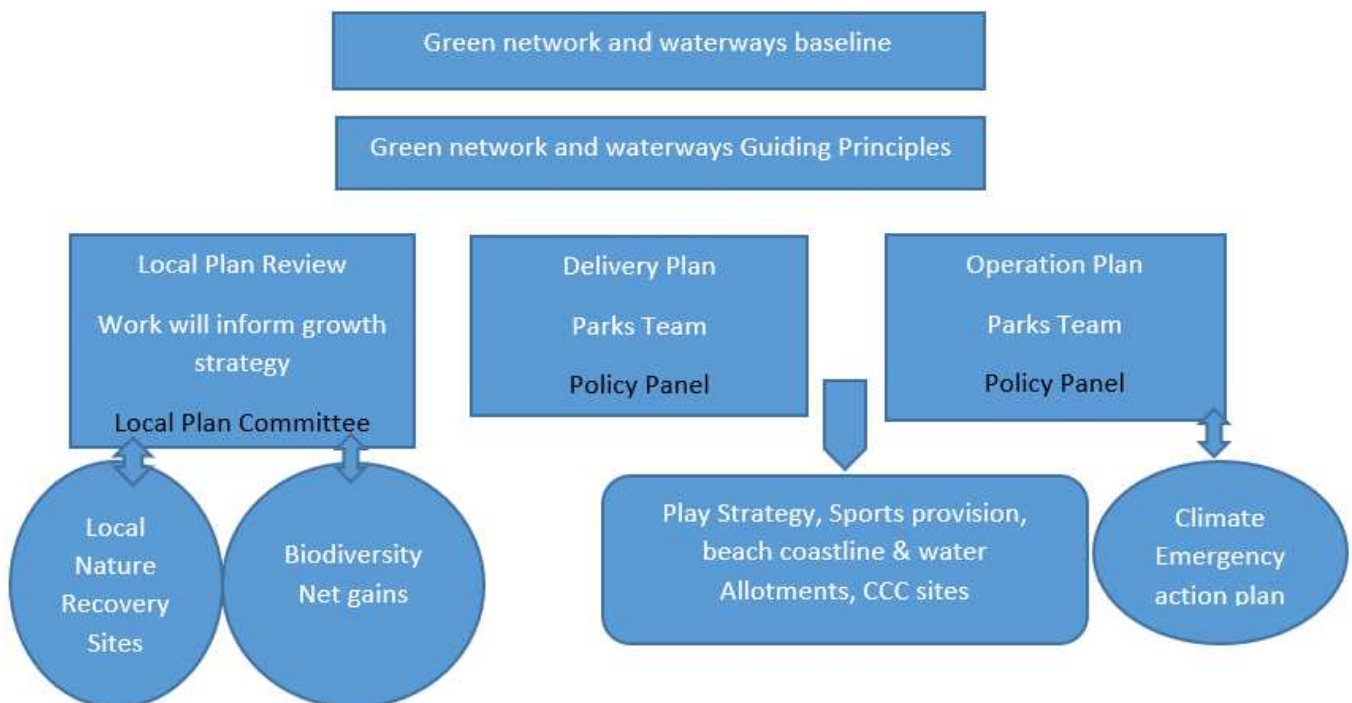 Green network and waterways baseline
Green network and waterways Guiding Principles
Local Plan Review
Work will inform growth
strategy
Local Plan Committee
Delivery Plan
Parks Team
Policy Panel
Operation Plan
Parks Team
Policy Panel
Local
Nature
Recovery
Sites
Biodiversity
Net gains
Play Strategy, Sports provision,
beach coastline & water
Allotments, CCC sites
Climate
Emergency
action plan